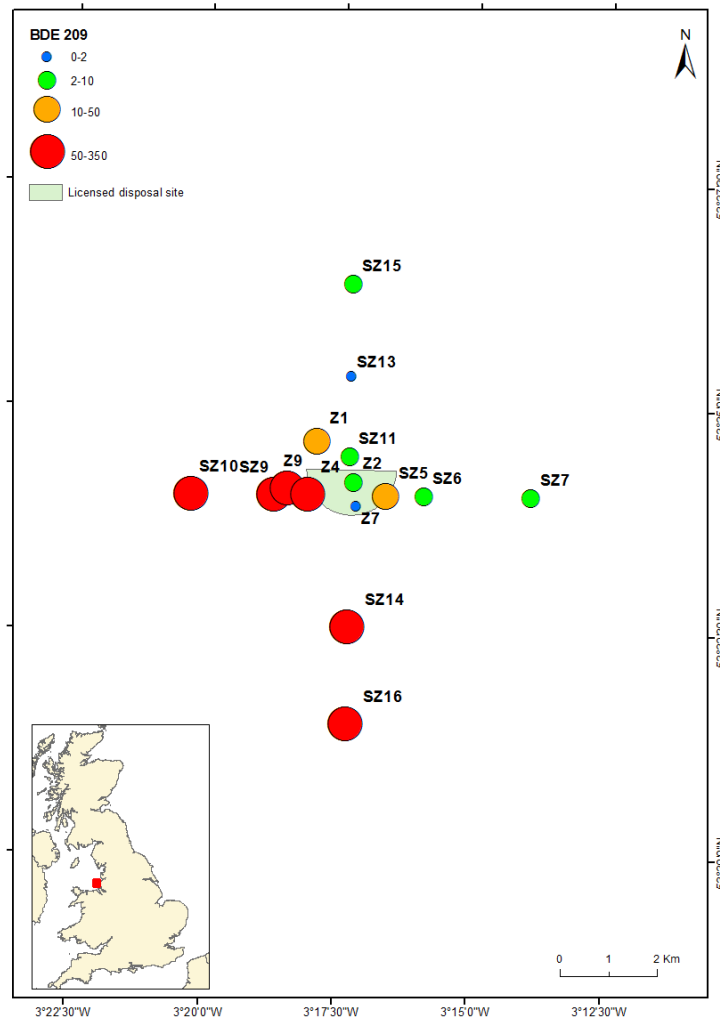 BDE 209
0-2
2-10
10-50
50-350
Licensed disposal site
N
SZ15
SZ13
Z1
SZ11
SZ10 SZ9 Z9 Z4 Z2 SZ5 SZ6 SZ7
Z7
SZ14
SZ16
0 1 2 Km
3°22'30"W 3°20'0"W 3°17'30"W 3°15'0"W 3°12'30"W